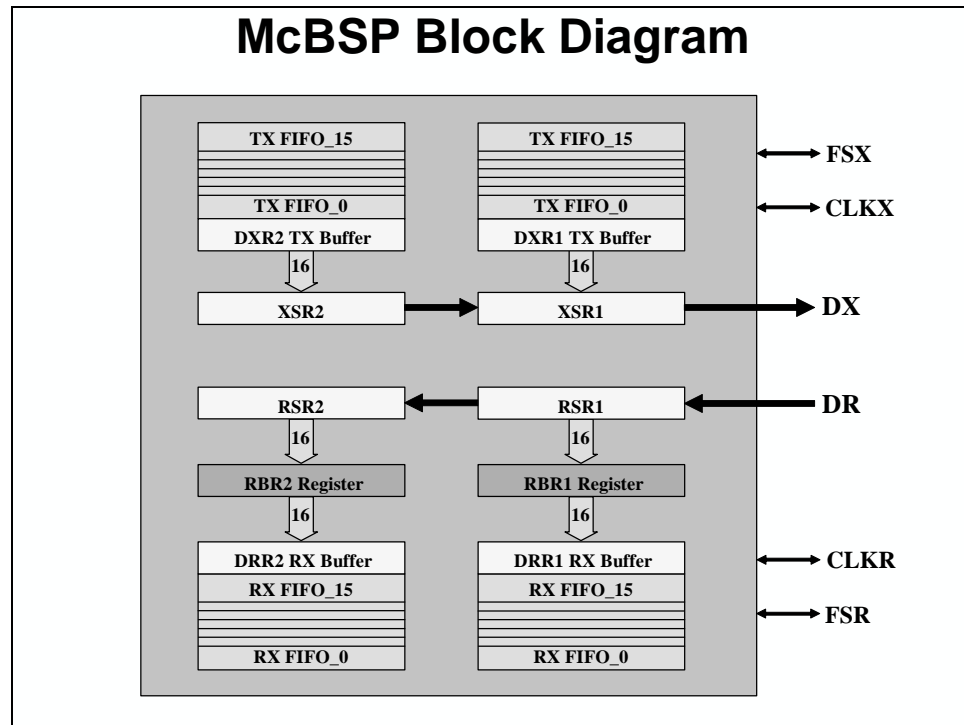 McBSP Block Diagram
TX FIFO_15
TX FIFO_15
FSX
TX FIFO_0
TX FIFO_0
CLKX
DXR2 TX Buffer
DXR1 TX Buffer
16
16
XSR2
XSR1
DX
RSR2
RSR1
DR
16
16
RBR2 Register
RBR1 Register
16
16
DRR2 RX Buffer
DRR1 RX Buffer
CLKR
RX FIFO_15
RX FIFO_15
FSR
RX FIFO_0
RX FIFO_0